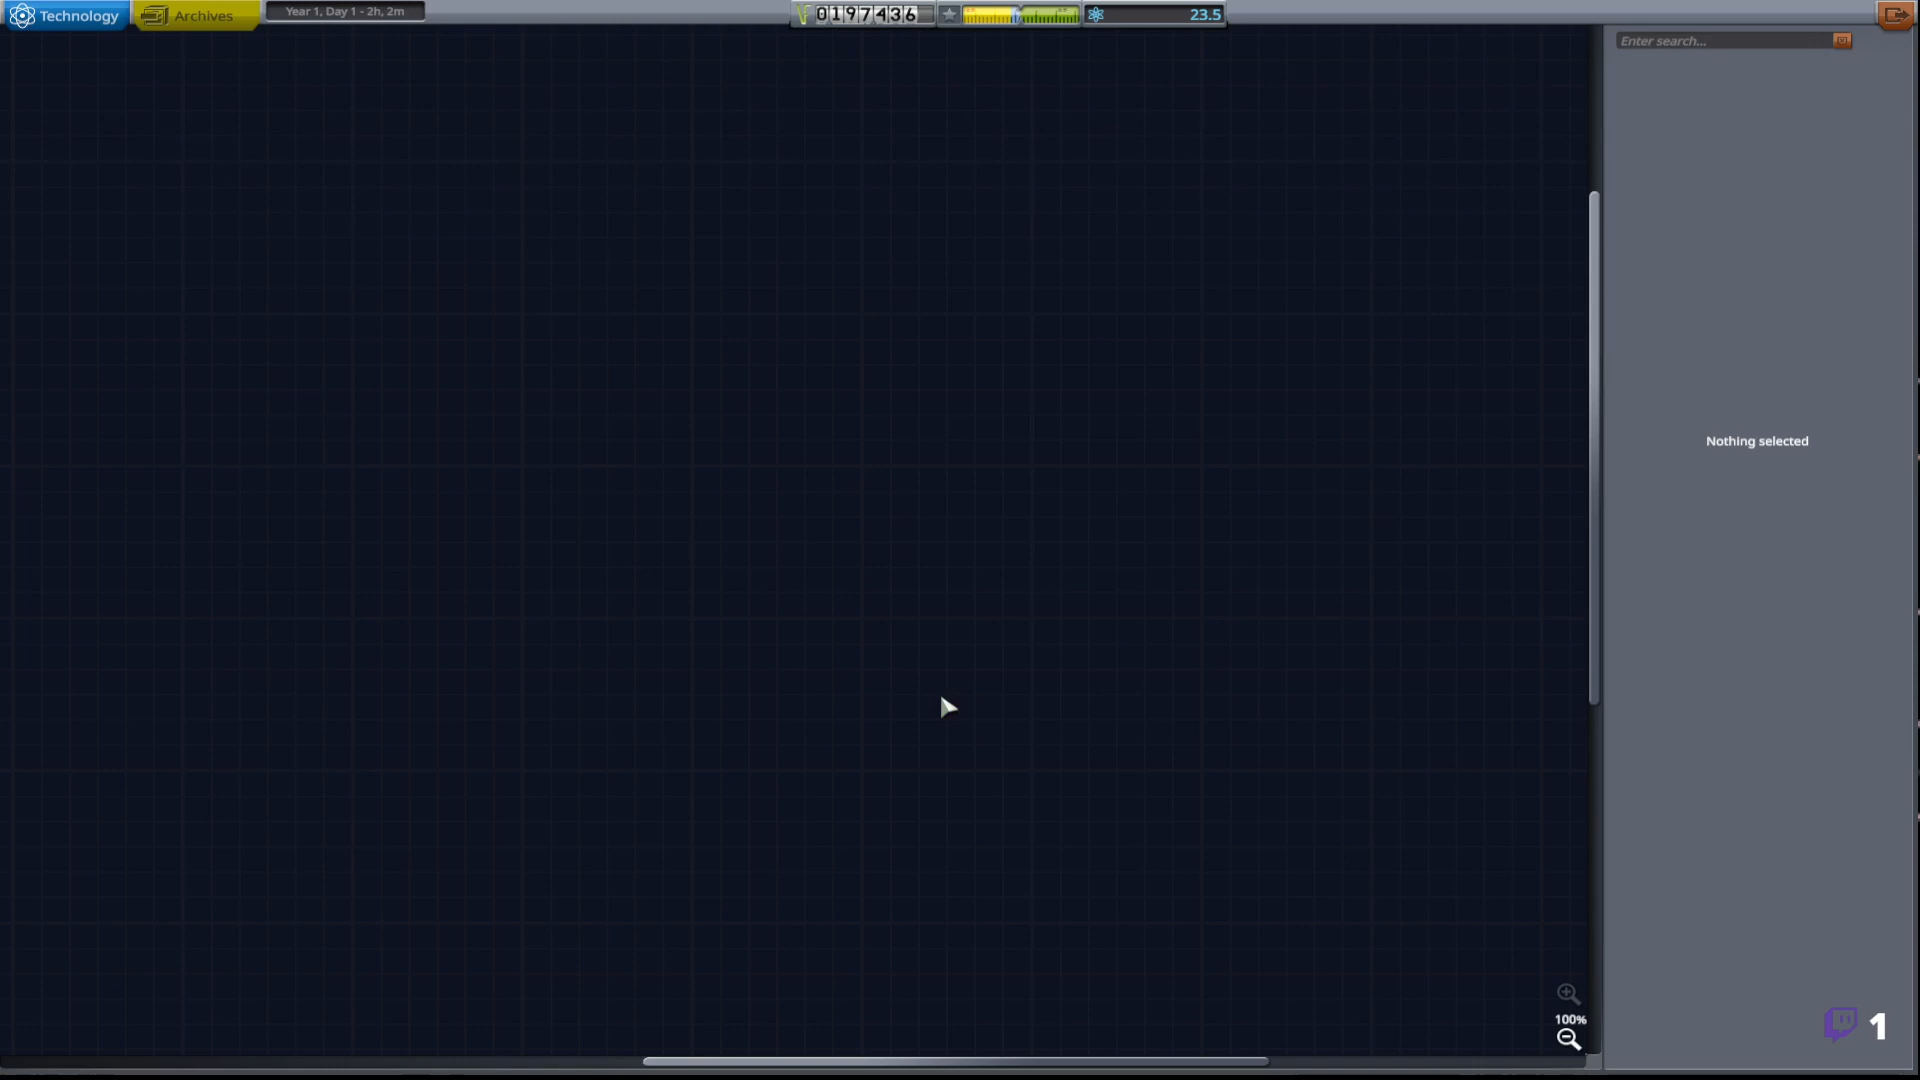 Technology
Archives
Year 1, Day 1 - 2h, 2m
0197436
23.5
Enter search...
Nothing selected
100%
1